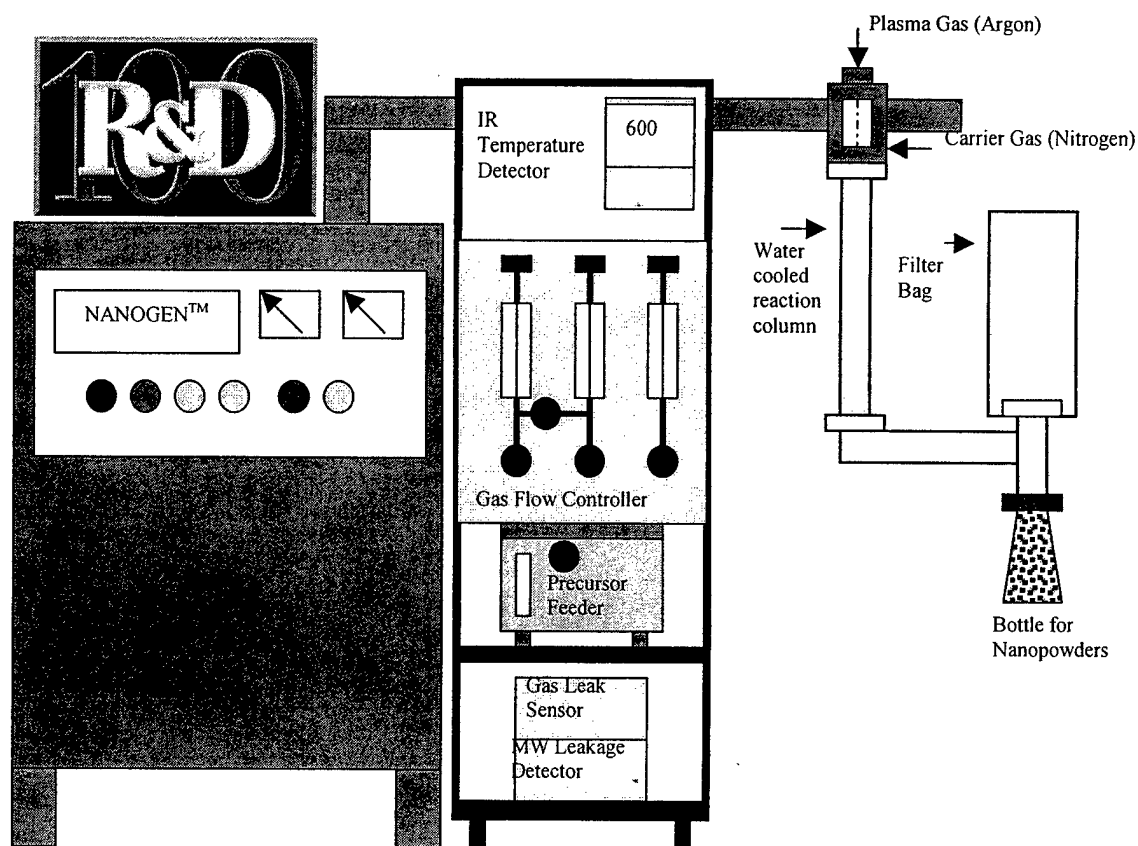 Plasma Gas (Argon)
100
R&D
IR
Temperature
Detector
600
Carrier Gas (Nitrogen)
Water
cooled
reaction
column
Filter
Bag
NANOGEN™
Gas Flow Controller
Precursor
Feeder
Bottle for
Nanopowders
Gas Leak
Sensor
MW Leakage
Detector